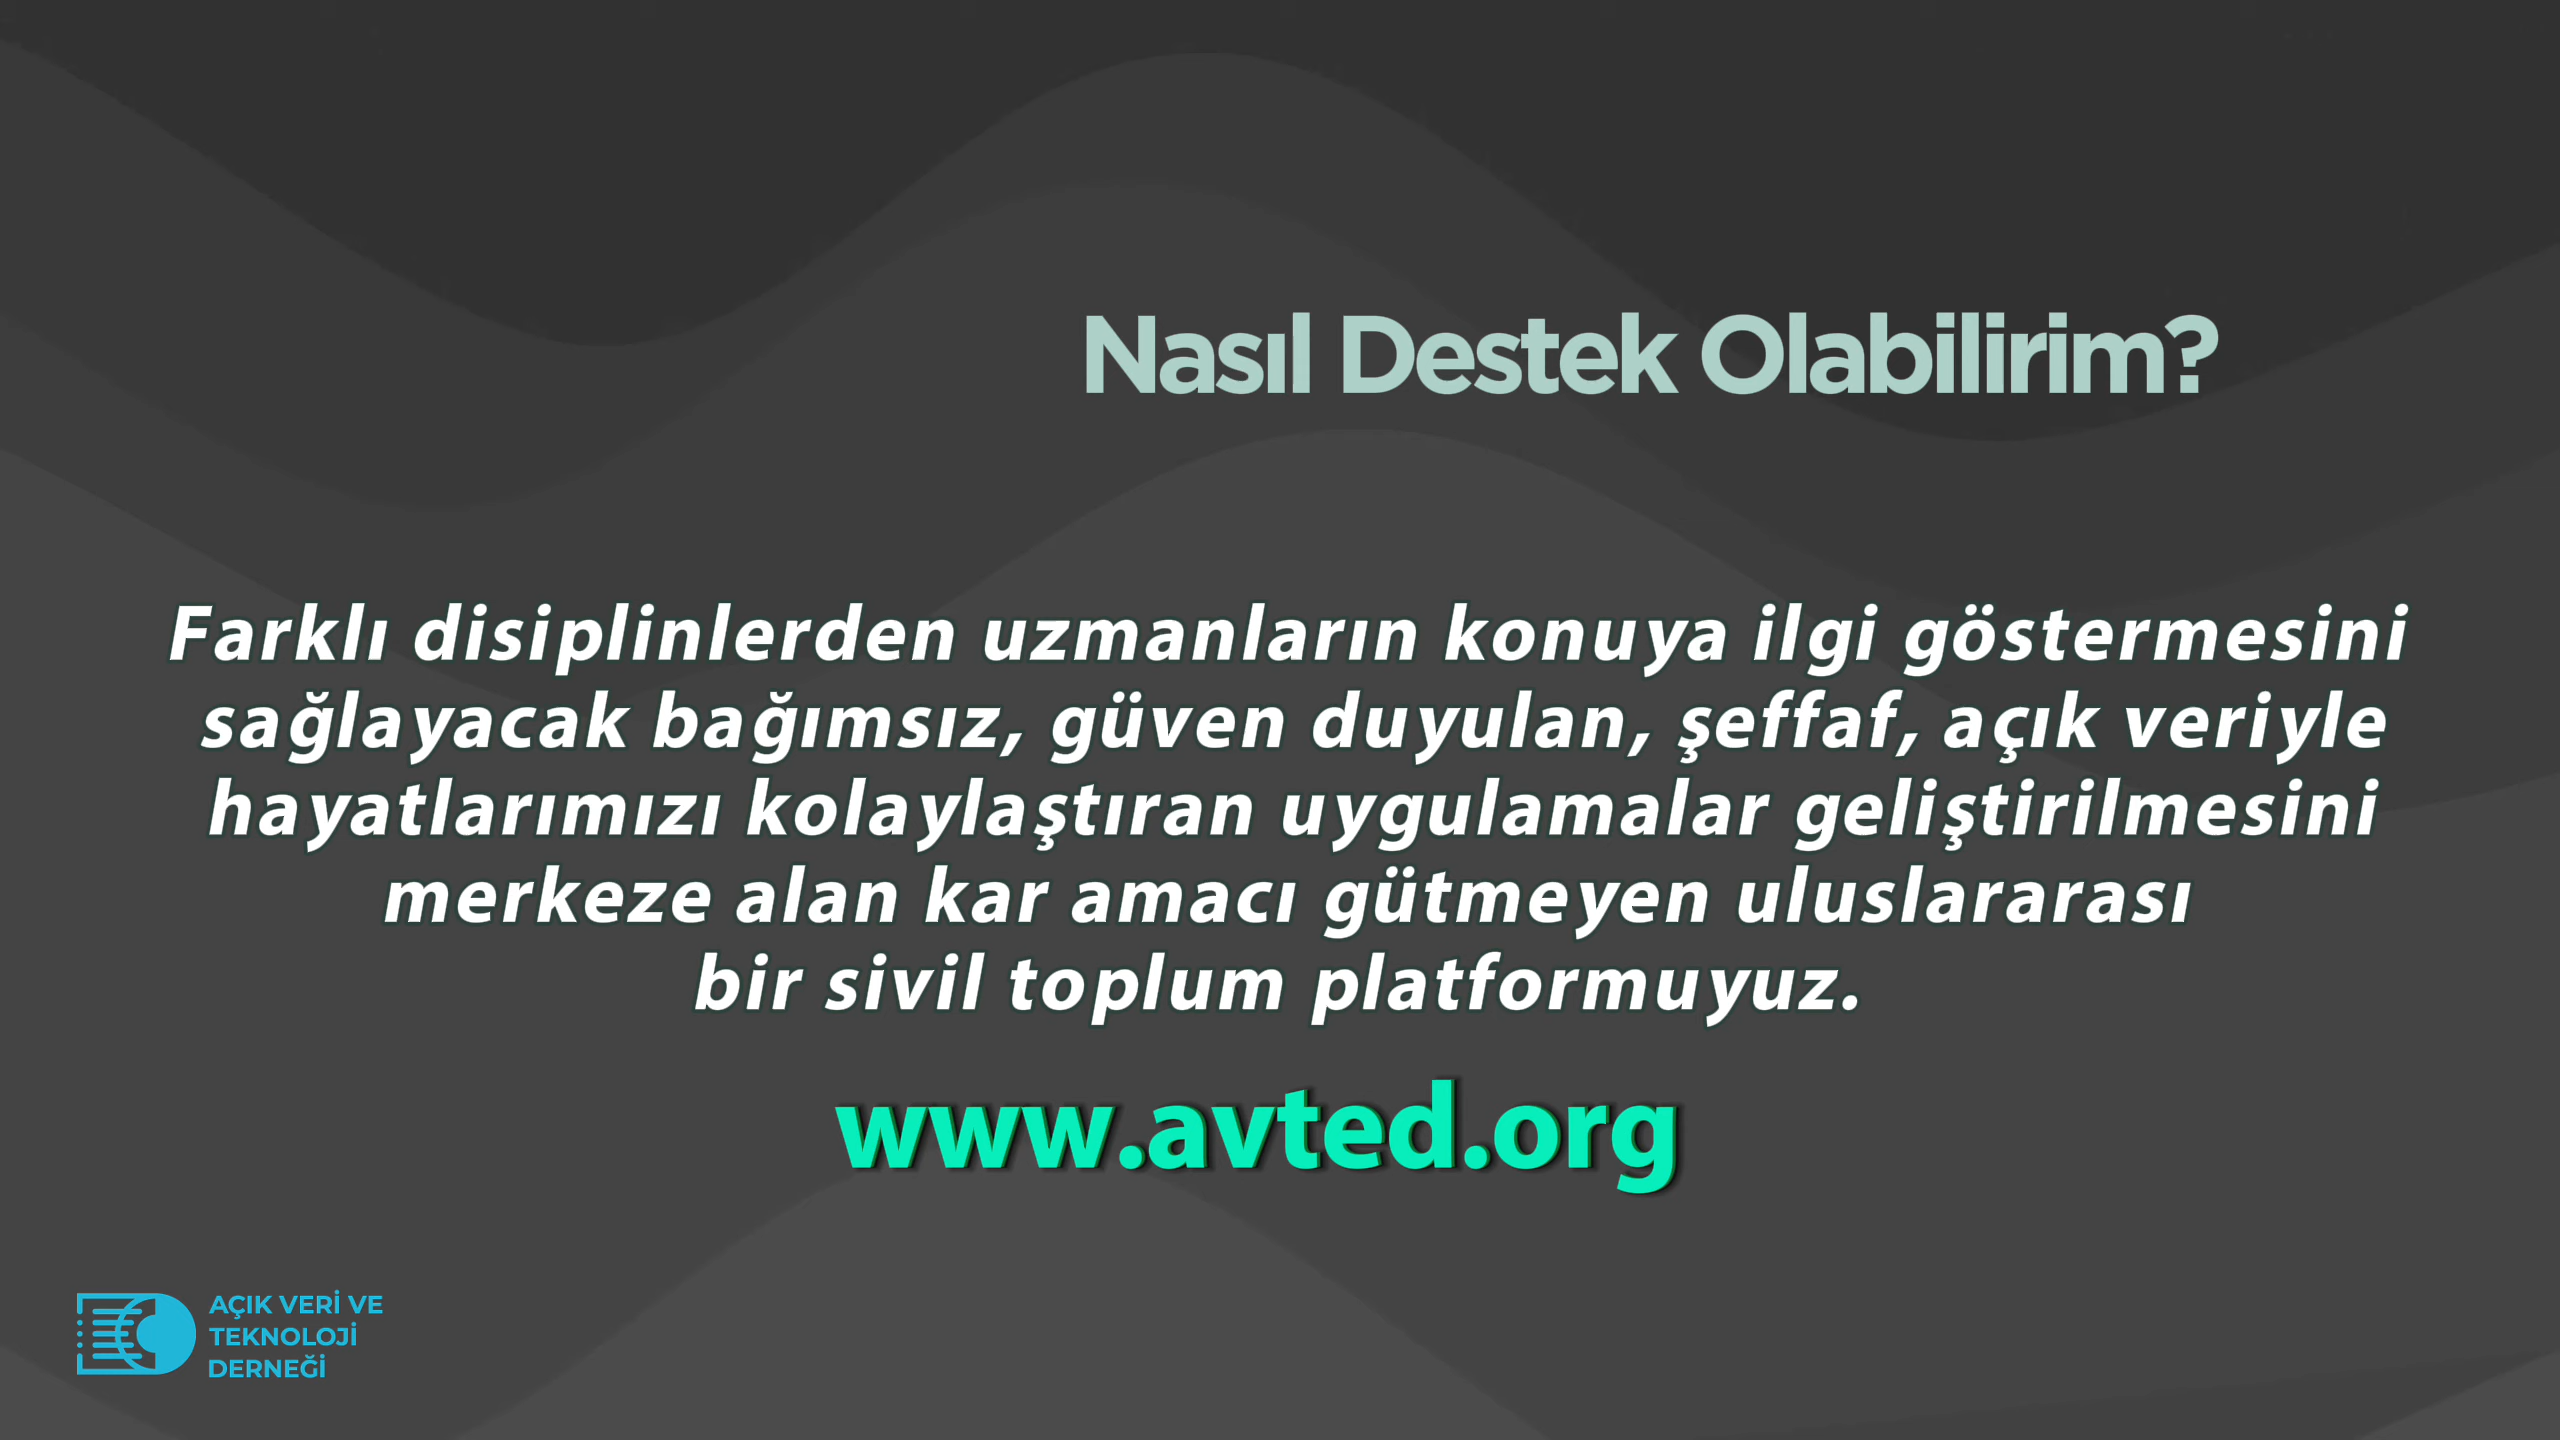 Nasıl Destek Olabilirim?
Farklı disiplinlerden uzmanların konuya ilgi göstermesini
sağlayacak bağımsız, güven duyulan, şeffaf, açık veriyle
hayatlarımızı kolaylaştıran uygulamalar geliştirilmesini
merkeze alan kar amacı gütmeyen uluslararası
bir sivil toplum platformuyuz.
www.avted.org
AÇIK VERİ VE
TEKNOLOJİ
DERNEĞİ